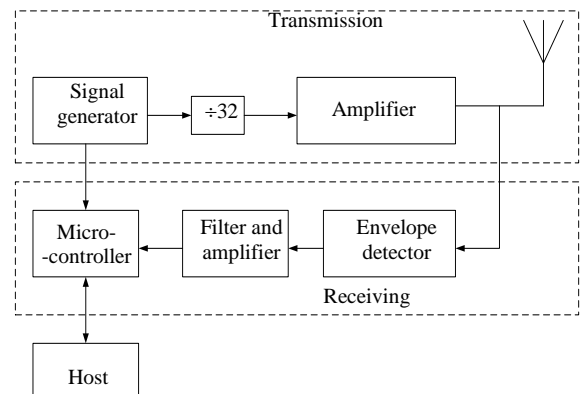 Transmission
Signal
generator
÷32
Amplifier
Micro-
-controller
Filter and
amplifier
Envelope
detector
Receiving
Host